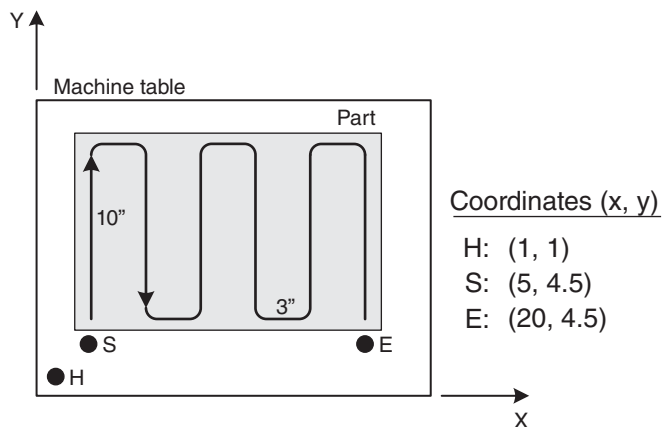 Y
Machine table
Part
10”
3”
S
E
H
X
Coordinates (x, y)
H: (1, 1)
S: (5, 4.5)
E: (20, 4.5)